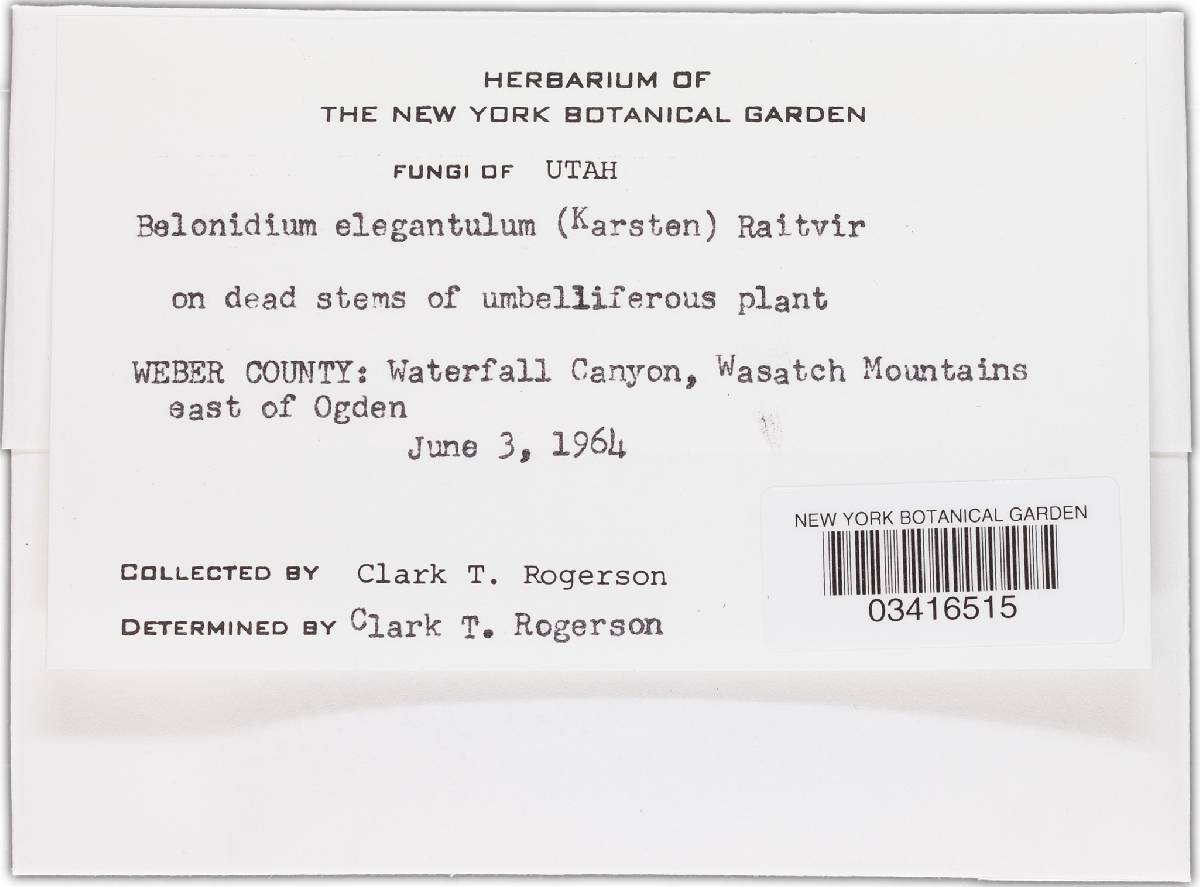 HERBARIUM OF
THE NEW YORK BOTANICAL GARDEN
FUNGI OF UTAH
Belonidium elegantulum (Karsten) Raitvir
on dead stems of umbelliferous plant
WEBER COUNTY: Waterfall Canyon, Wasatch Mountains
east of Ogden
June 3, 1964
NEW YORK BOTANICAL GARDEN
03416515
COLLECTED BY Clark T. Rogerson
DETERMINED BY Clark T. Rogerson